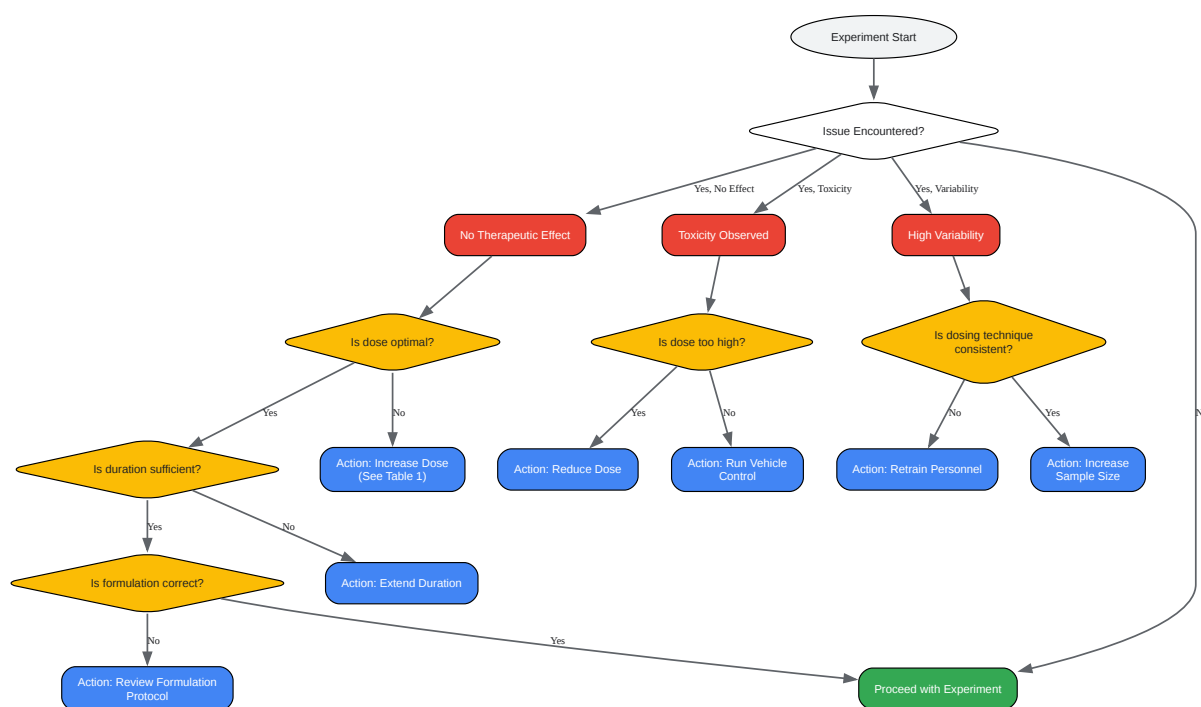 Experiment Start
Issue Encountered?
Yes, No Effect
Yes, Toxicity
Yes, Variability
No Therapeutic Effect
Toxicity Observed
High Variability
Is dose optimal?
Is dose too high?
Is dosing technique
consistent?
Yes
No
Yes
No
No
Yes
N
Is duration sufficient?
Action: Increase Dose
(See Table 1)
Action: Reduce Dose
Action: Run Vehicle
Control
Action: Retrain Personnel
Action: Increase
Sample Size
Yes
No
Is formulation correct?
Action: Extend Duration
No
Yes
Action: Review Formulation
Protocol
Proceed with Experiment